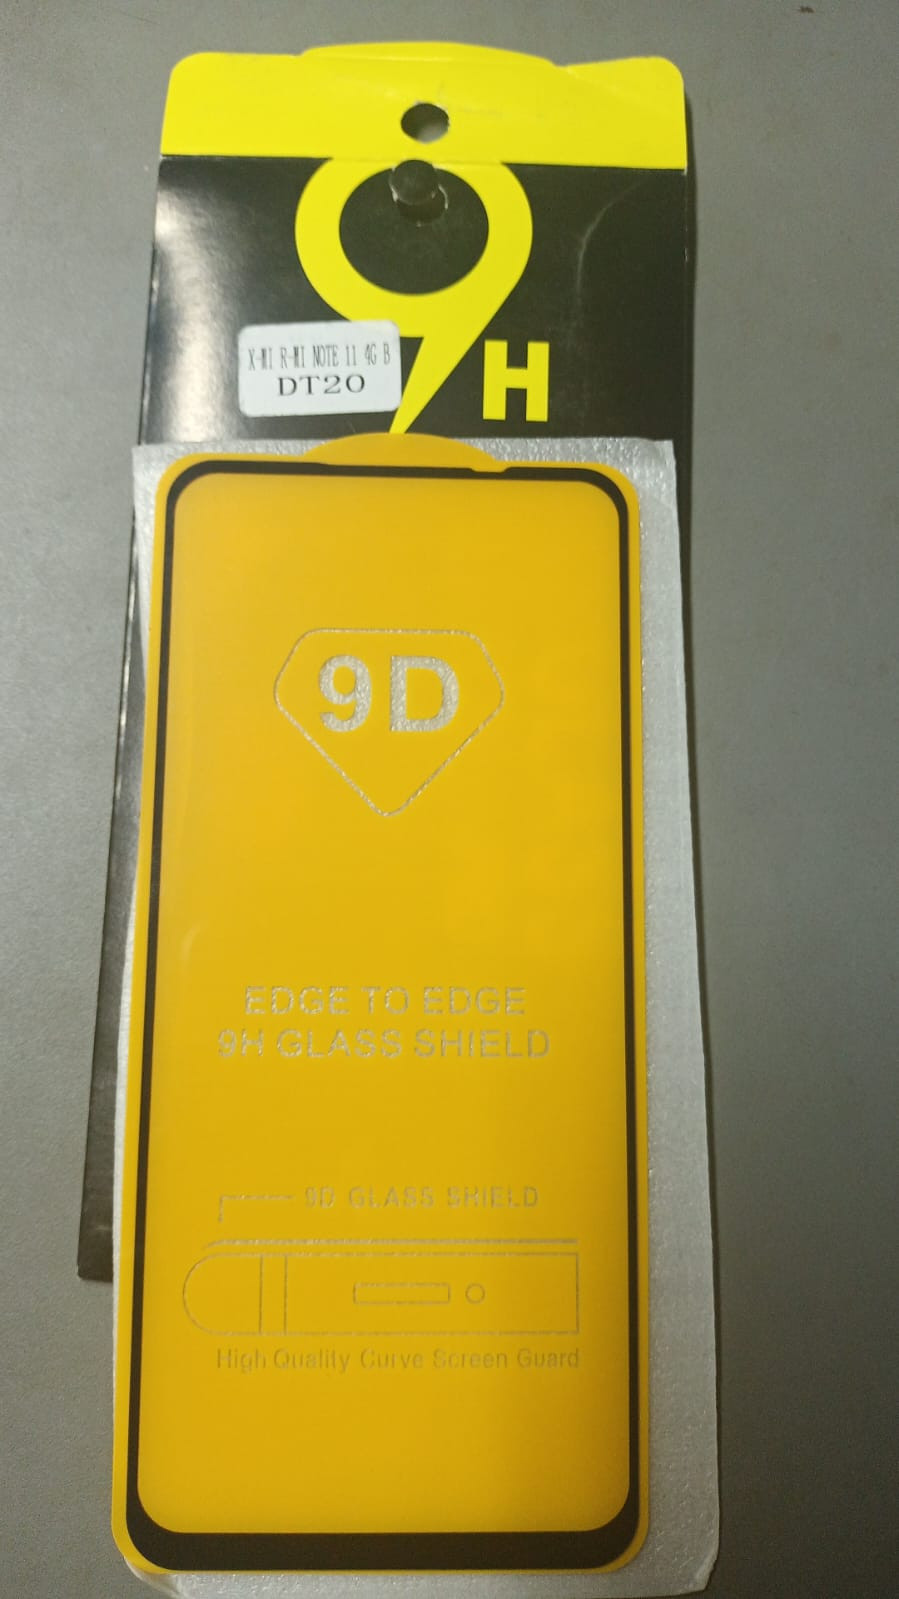 9
H
X-MI R-MI NOTE 11 4G B
DT20
9D
EDGE TO EDGE
9H GLASS SHIELD
9D GLASS SHIELD
High Quality Curve Screen Guard